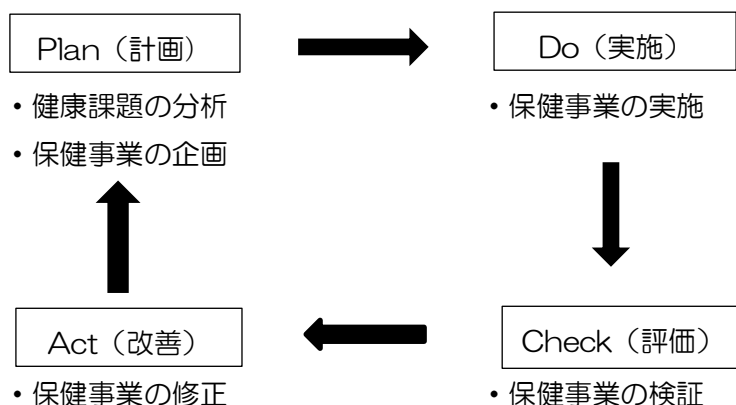 Plan（計画）
・健康課題の分析
・保健事業の企画
Do（実施）
・保健事業の実施
Act（改善）
・保健事業の修正
Check（評価）
・保健事業の検証